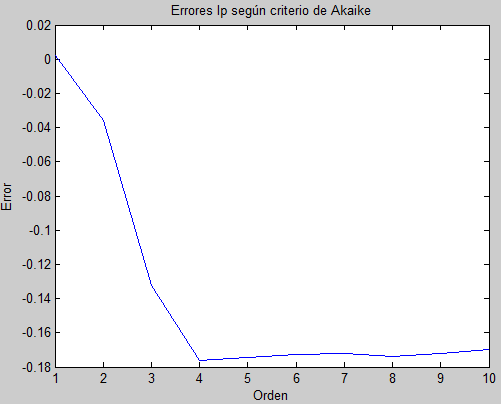 Errores Ip según criterio de Akaike
0.02
0
-0.02
-0.04
-0.06
-0.08
-0.1
-0.12
-0.14
-0.16
-0.18
Error
1 2 3 4 5 6 7 8 9 10
Orden